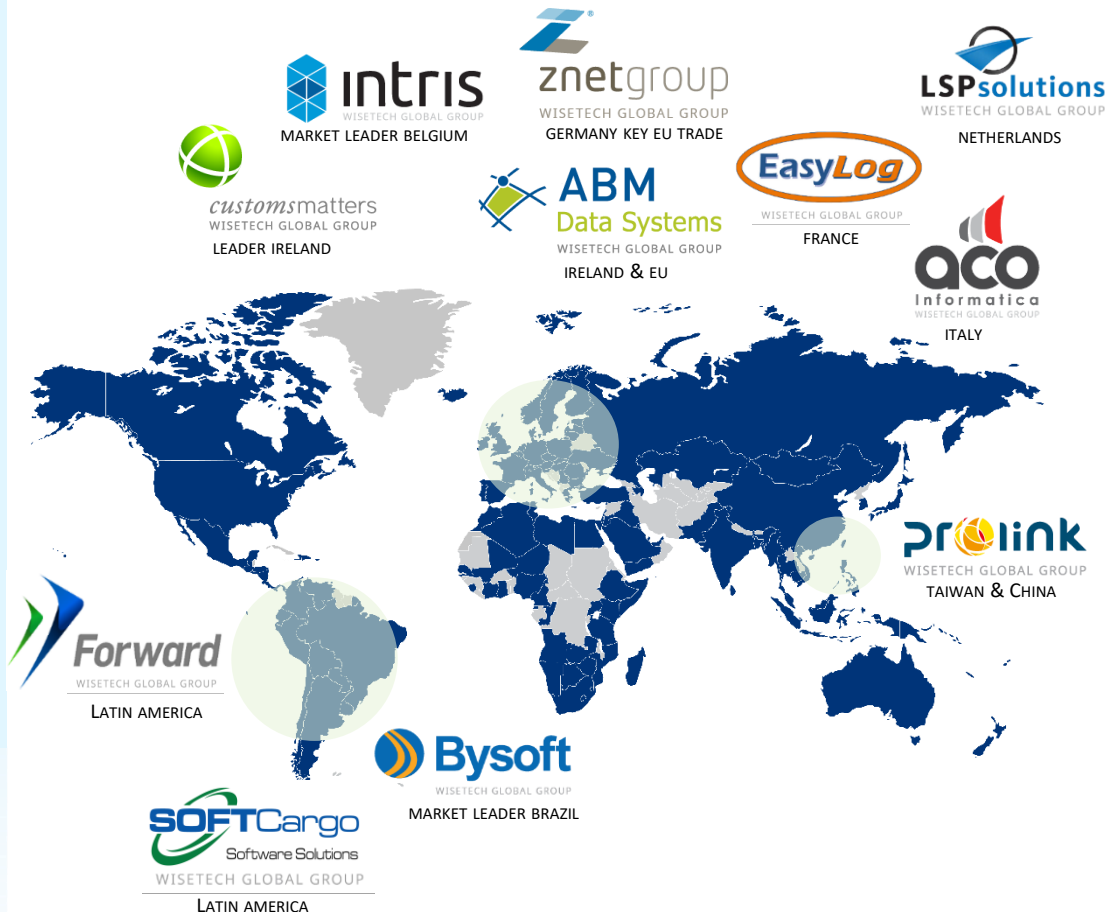 intris
WISETECH GLOBAL GROUP
MARKET LEADER BELGIUM
®
znetgroup
WISETECH GLOBAL GROUP
GERMANY KEY EU TRADE
LSPsolutions
WISETECH GLOBAL GROUP
NETHERLANDS
customsmatters
WISETECH GLOBAL GROUP
LEADER IRELAND
ABM
Data Systems
WISETECH GLOBAL GROUP
IRELAND & EU
EasyLog
WISETECH GLOBAL GROUP
FRANCE
aco
Informatica
WISETECH GLOBAL GROUP
ITALY
prolink
WISETECH GLOBAL GROUP
TAIWAN & CHINA
Forward
WISETECH GLOBAL GROUP
LATIN AMERICA
Bysoft
WISETECH GLOBAL GROUP
MARKET LEADER BRAZIL
SOFTCargo
Software Solutions
WISETECH GLOBAL GROUP
LATIN AMERICA